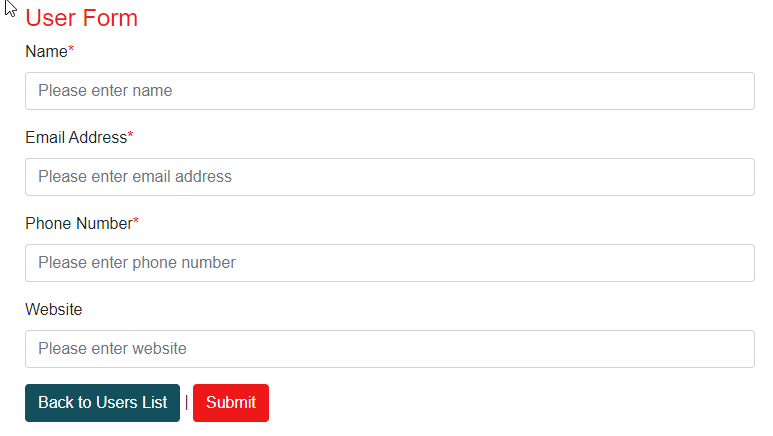 User Form
Name*
Please enter name
Email Address*
Please enter email address
Phone Number*
Please enter phone number
Website
Please enter website
Back to Users List | Submit